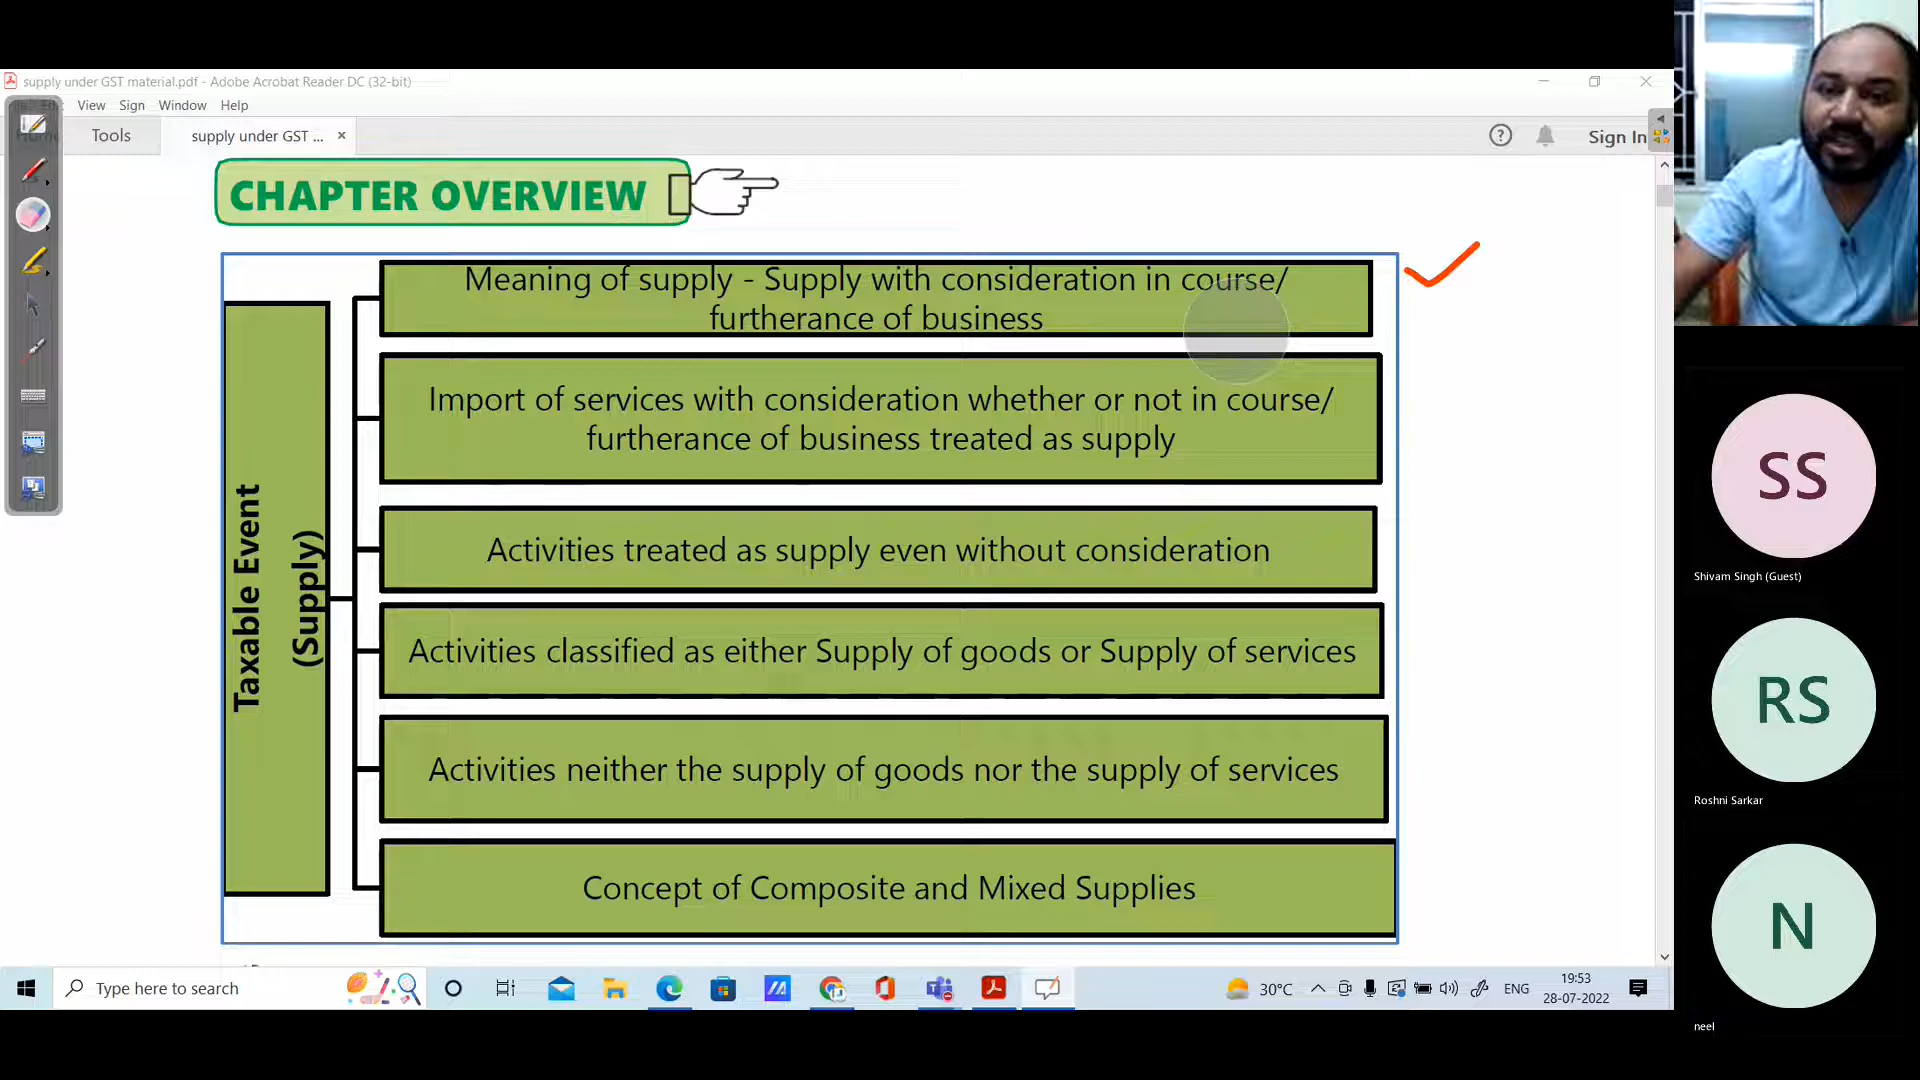 supply under GST material.pdf - Adobe Acrobat Reader DC (32-bit)
View Sign Window Help
Tools
supply under GST ...
Sign In
CHAPTER OVERVIEW
Taxable Event
(Supply)
Meaning of supply - Supply with consideration in course/
furtherance of business
Import of services with consideration whether or not in course/
furtherance of business treated as supply
Activities treated as supply even without consideration
Activities classified as either Supply of goods or Supply of services
Activities neither the supply of goods nor the supply of services
Concept of Composite and Mixed Supplies
SS
Shivam Singh (Guest)
RS
Roshni Sarkar
N
neel
Type here to search
30°C
ENG
19:53
28-07-2022